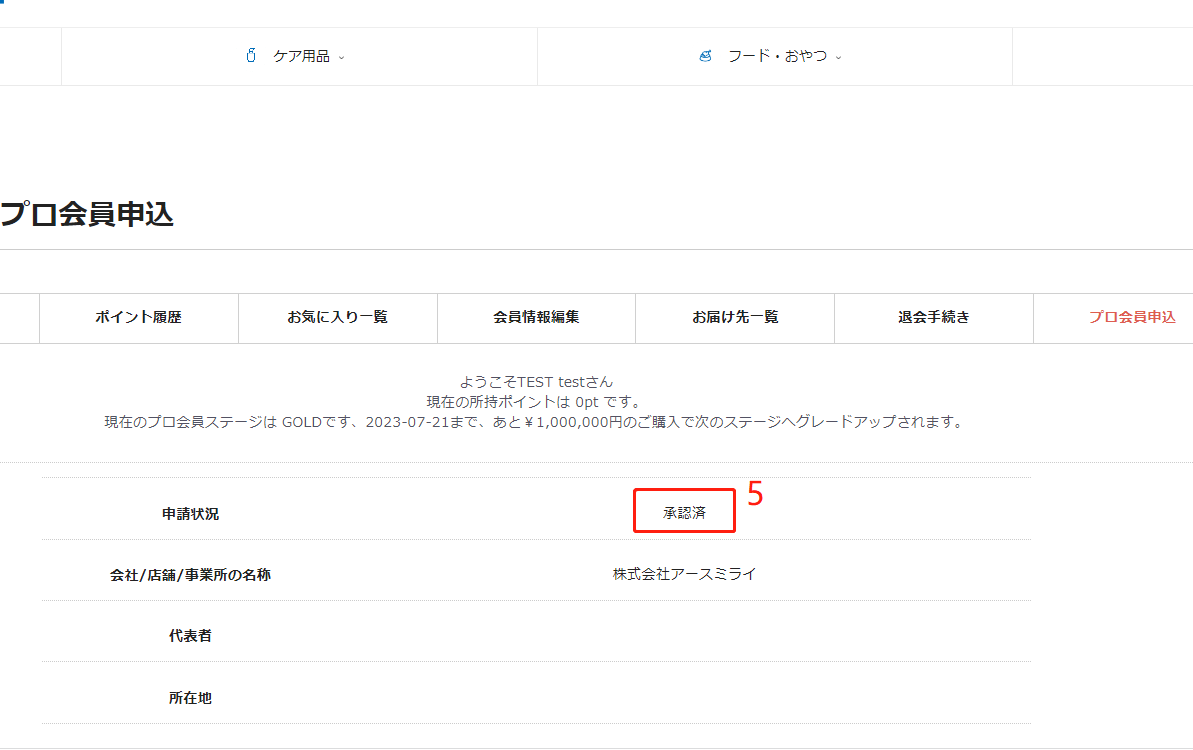 ケア用品
フード・おやつ
プロ会員申込
ポイント履歴
お気に入り一覧
会員情報編集
お届け先一覧
退会手続き
プロ会員申込
ようこそTEST testさん
現在の所持ポイントは 0pt です。
現在のプロ会員ステージは GOLDです、2023-07-21まで、あと￥1,000,000円のご購入で次のステージへグレードアップされます。
申請状況 承認済 5
会社/店舗/事業所の名称 株式会社アースミライ
代表者
所在地